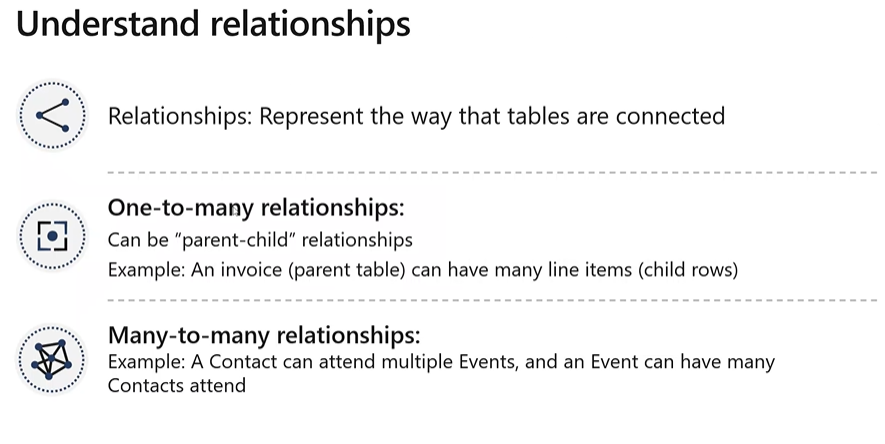 Understand relationships
Relationships: Represent the way that tables are connected
One-to-many relationships:
Can be "parent-child" relationships
Example: An invoice (parent table) can have many line items (child rows)
Many-to-many relationships:
Example: A Contact can attend multiple Events, and an Event can have many
Contacts attend